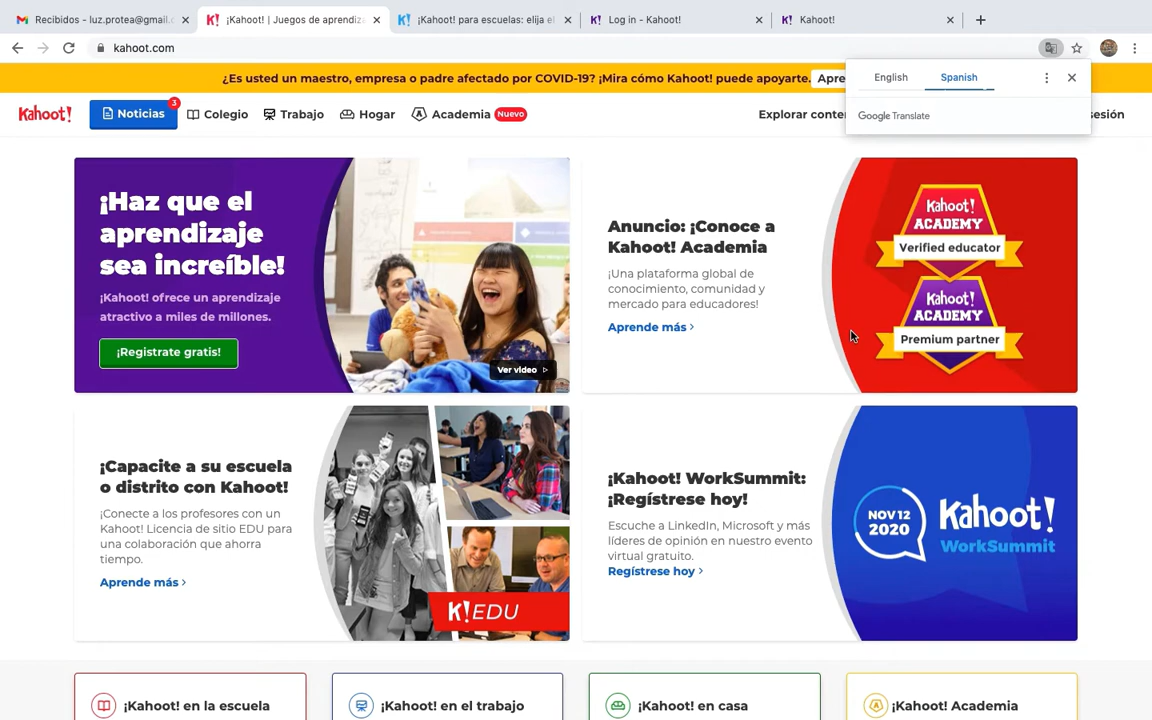 Recibidos - luz.protea@gmail.c
¡Kahoot! | Juegos de aprendiza
¡Kahoot! para escuelas: elija el
Log in - Kahoot!
Kahoot!
kahoot.com
¿Es usted un maestro, empresa o padre afectado por COVID-19? ¡Mira cómo Kahoot! puede apoyarte. Apre
English Spanish
Google Translate
Kahoot!
Noticias 3
Colegio
Trabajo
Hogar
Academia Nuevo
Explorar conte
esión
¡Haz que el
aprendizaje
sea increíble!
¡Kahoot! ofrece un aprendizaje
atractivo a miles de millones.
¡Registrate gratis!
Ver video
Anuncio: ¡Conoce a
Kahoot! Academia
¡Una plataforma global de
conocimiento, comunidad y
mercado para educadores!
Aprende más ›
Kahoot!
ACADEMY
Verified educator
Kahoot!
ACADEMY
Premium partner
¡Capacite a su escuela
o distrito con Kahoot!
¡Conecte a los profesores con un
Kahoot! Licencia de sitio EDU para
una colaboración que ahorra
tiempo.
Aprende más ›
K!EDU
¡Kahoot! WorkSummit:
¡Regístrese hoy!
Escuche a LinkedIn, Microsoft y más
líderes de opinión en nuestro evento
virtual gratuito.
Regístrese hoy ›
NOV 12
2020
Kahoot!
WorkSummit
¡Kahoot! en la escuela
¡Kahoot! en el trabajo
¡Kahoot! en casa
¡Kahoot! Academia